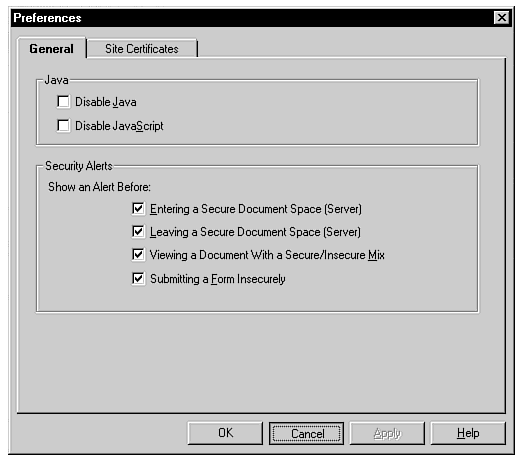 Preferences
General
Site Certificates
Java
Disable Java
Disable JavaScript
Security Alerts
Show an Alert Before:
Entering a Secure Document Space (Server)
Leaving a Secure Document Space (Server)
Viewing a Document With a Secure/Insecure Mix
Submitting a Form Insecurely
OK
Cancel
Apply
Help